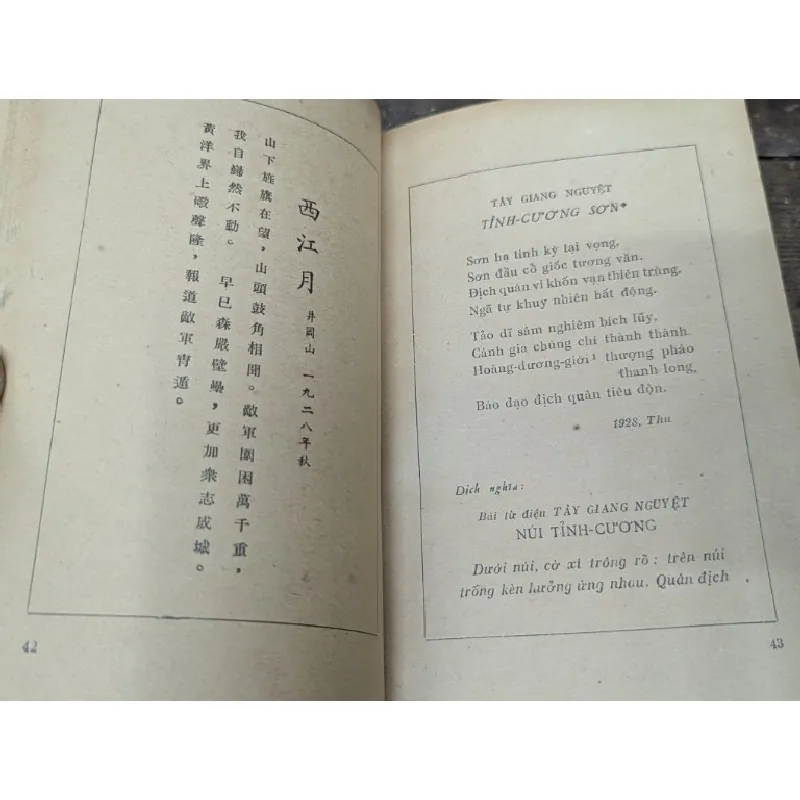 西江月 井岡山 一九二八年秋
山下旌旗在望，山頭鼓角相聞。敵軍圍困萬千重，
我自巋然不動。 早已森嚴壁壘，更加衆志成城。
黃洋界上礮聲隆，報道敵軍宵遁。
42
TÂY GIANG NGUYỆT
TỈNH-CƯƠNG SƠN*
Sơn hạ tinh kỳ lại vọng,
Sơn đầu cổ giốc tương văn.
Địch quân vi khốn vạn thiên trùng,
Ngã tự khuy nhiên bất động.
Tảo dĩ sâm nghiêm bích lũy,
Cánh gia chúng chí thành thành.
Hoàng-dương-giới¹ thượng pháo
thanh long,
Báo đạo địch quân tiêu độn.
1928, Thu
Dịch nghĩa:
Bài từ điệu TÂY GIANG NGUYỆT
NÚI TỈNH-CƯƠNG
Dưới núi, cờ xí trông rõ : trên núi
trống kèn lưởng ứng nhau. Quân địch
43